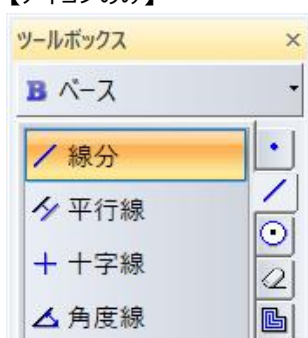 【アイコンのみ】
ツールボックス
B ベース
線分
平行線
十字線
角度線